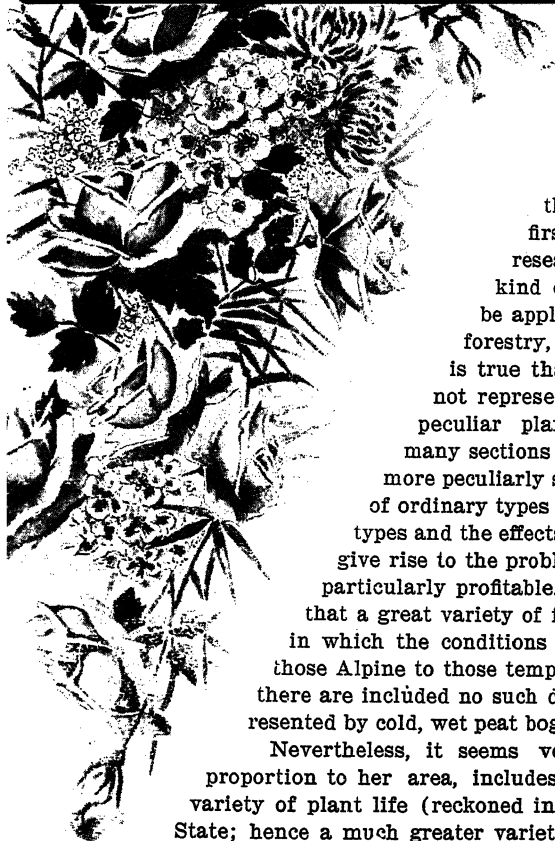 th
firs
resea
kind
be appl
forestry,
is true tha
not represe
peculiar plan
many sections
more peculiarly s
of ordinary types
types and the effects
give rise to the probl
particularly profitable.
that a great variety of f
in which the conditions
those Alpine to those temp
there are included no such d
resented by cold, wet peat bog
Nevertheless, it seems ve
proportion to her area, includes
variety of plant life (reckoned in
State; hence a much greater variet